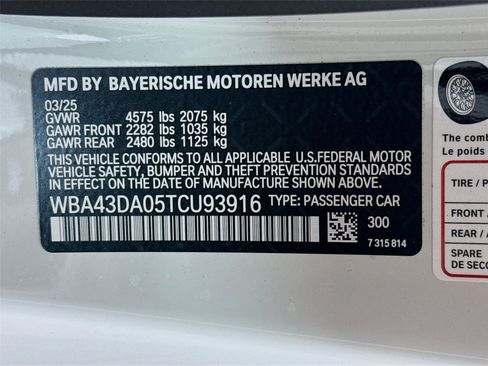 MFD BY BAYERISCHE MOTOREN WERKE AG
03/25
GVWR 4575 lbs 2075 kg
GAWR FRONT 2282 lbs 1035 kg
GAWR REAR 2480 lbs 1125 kg
THIS VEHICLE CONFORMS TO ALL APPLICABLE U.S.FEDERAL MOTOR
VEHICLE SAFETY, BUMPER AND THEFT PREVENTION STANDARDS
IN EFFECT ON THE DATE OF MANUFACTURE SHOWN ABOVE.
WBA43DA05TCU93916 TYPE: PASSENGER CAR
300
7 315 814
The comb
Le poids
TIRE / P
FRONT /
REAR / A
SPARE
DE SECO